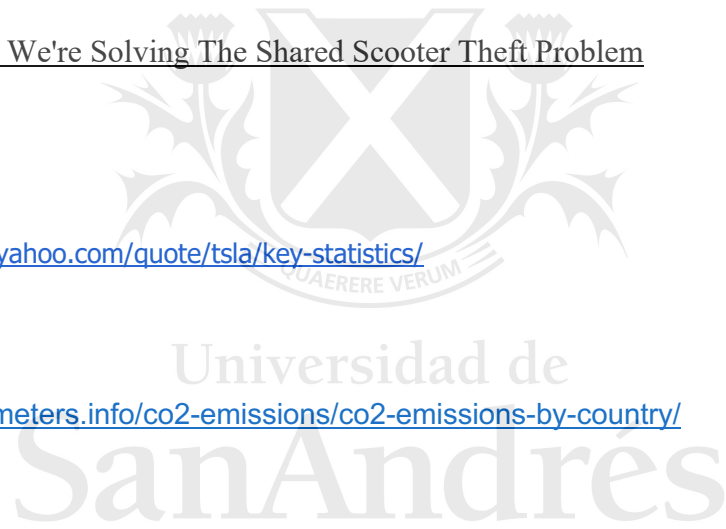 We're Solving The Shared Scooter Theft Problem
yahoo.com/quote/tsla/key-statistics/
QUAERERE VERUM
Universidad de
meters.info/co2-emissions/co2-emissions-by-country/
SanAndrés